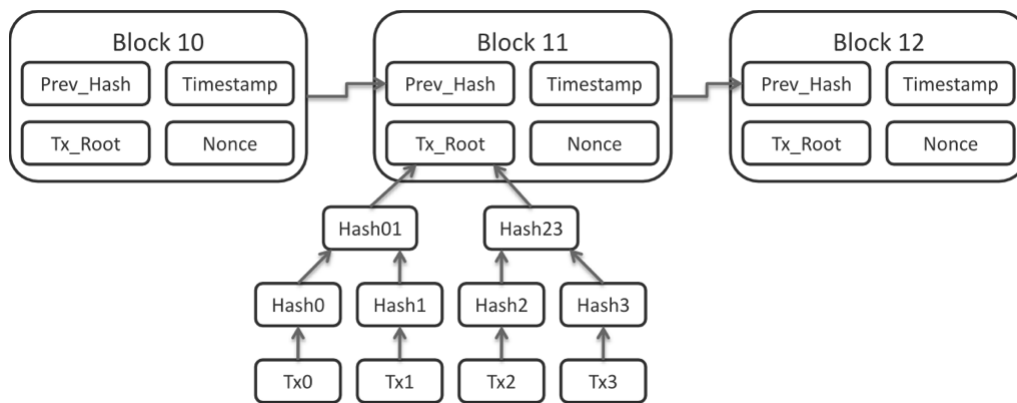 Block 10
Block 11
Block 12
Prev_Hash
Timestamp
Prev_Hash
Timestamp
Prev_Hash
Timestamp
Tx_Root
Nonce
Tx_Root
Nonce
Tx_Root
Nonce
Hash01
Hash23
Hash0
Hash1
Hash2
Hash3
Tx0
Tx1
Tx2
Tx3